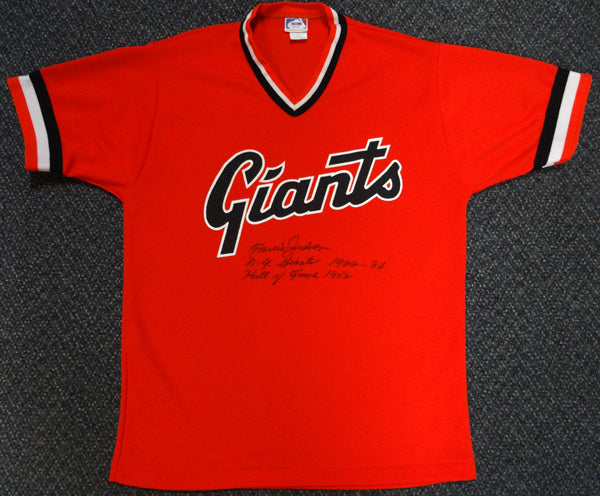 Giants
Travis Jackson
N.Y. Giants 1922-36
Hall of Fame 1982